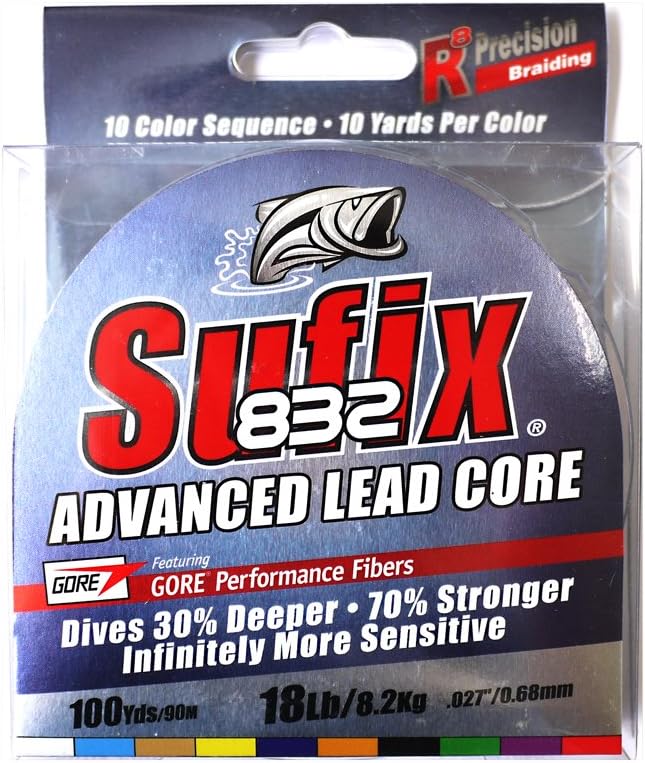 R8 Precision
Braiding
10 Color Sequence • 10 Yards Per Color
Sufix
832
®
ADVANCED LEAD CORE
GORE
Featuring
GORE™ Performance Fibers
Dives 30% Deeper • 70% Stronger
Infinitely More Sensitive
100Yds/90M 18Lb/8.2Kg .027"/0.68mm